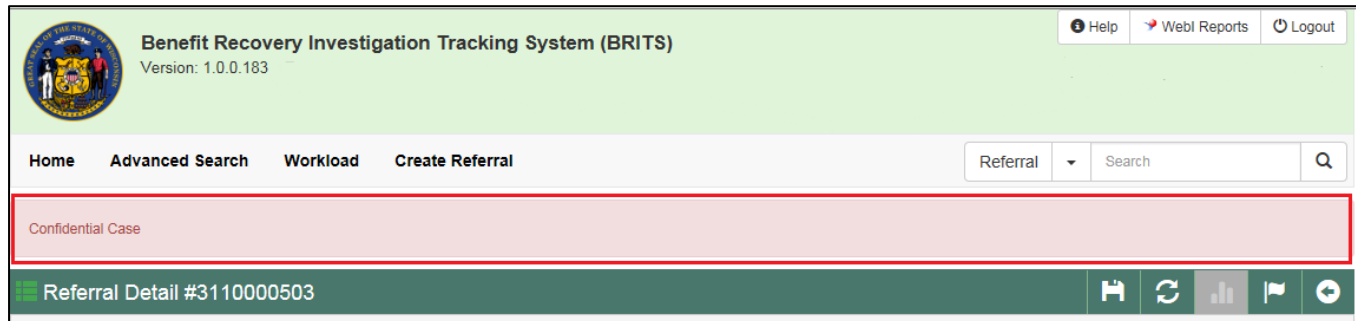 Benefit Recovery Investigation Tracking System (BRITS)
Version: 1.0.0.183
Help WebI Reports Logout
Home Advanced Search Workload Create Referral
Referral Search
Confidential Case
Referral Detail #3110000503